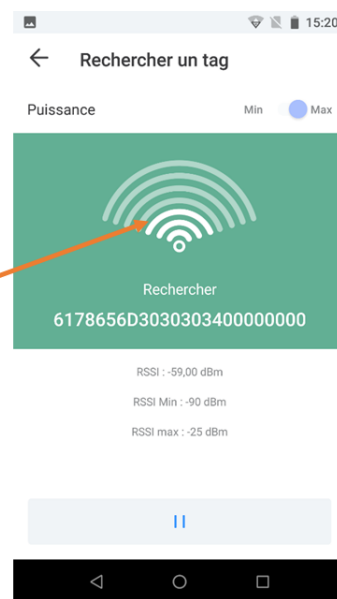 15:20
Rechercher un tag
Puissance Min Max
Rechercher
6178656D3030303400000000
RSSI : -59,00 dBm
RSSI Min : -90 dBm
RSSI max : -25 dBm